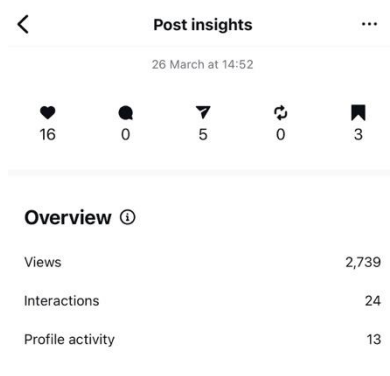 Post insights
26 March at 14:52
16 0 5 0 3
Overview
Views 2,739
Interactions 24
Profile activity 13